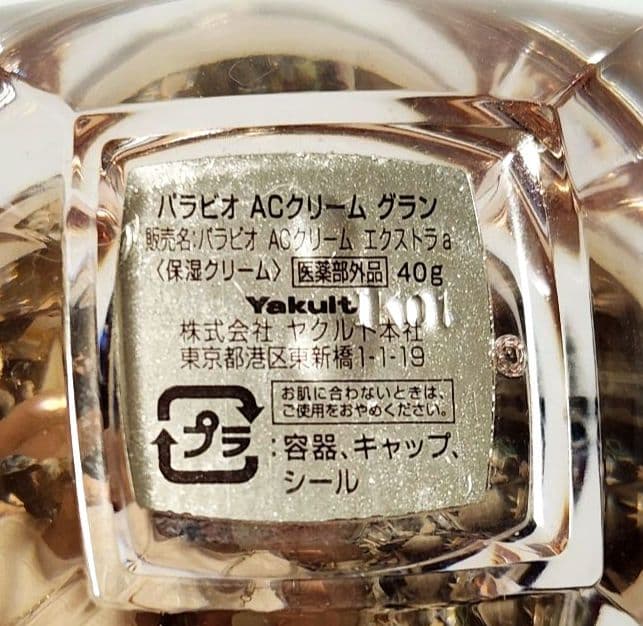 パラビオ ACクリーム グラン
販売名:パラビオ ACクリーム エクストラa
〈保湿クリーム〉 医薬部外品 40g
Yakult
株式会社 ヤクルト本社
東京都港区東新橋1-1-19
お肌に合わないときは、
ご使用をおやめください。
プラ :容器、キャップ、
シール